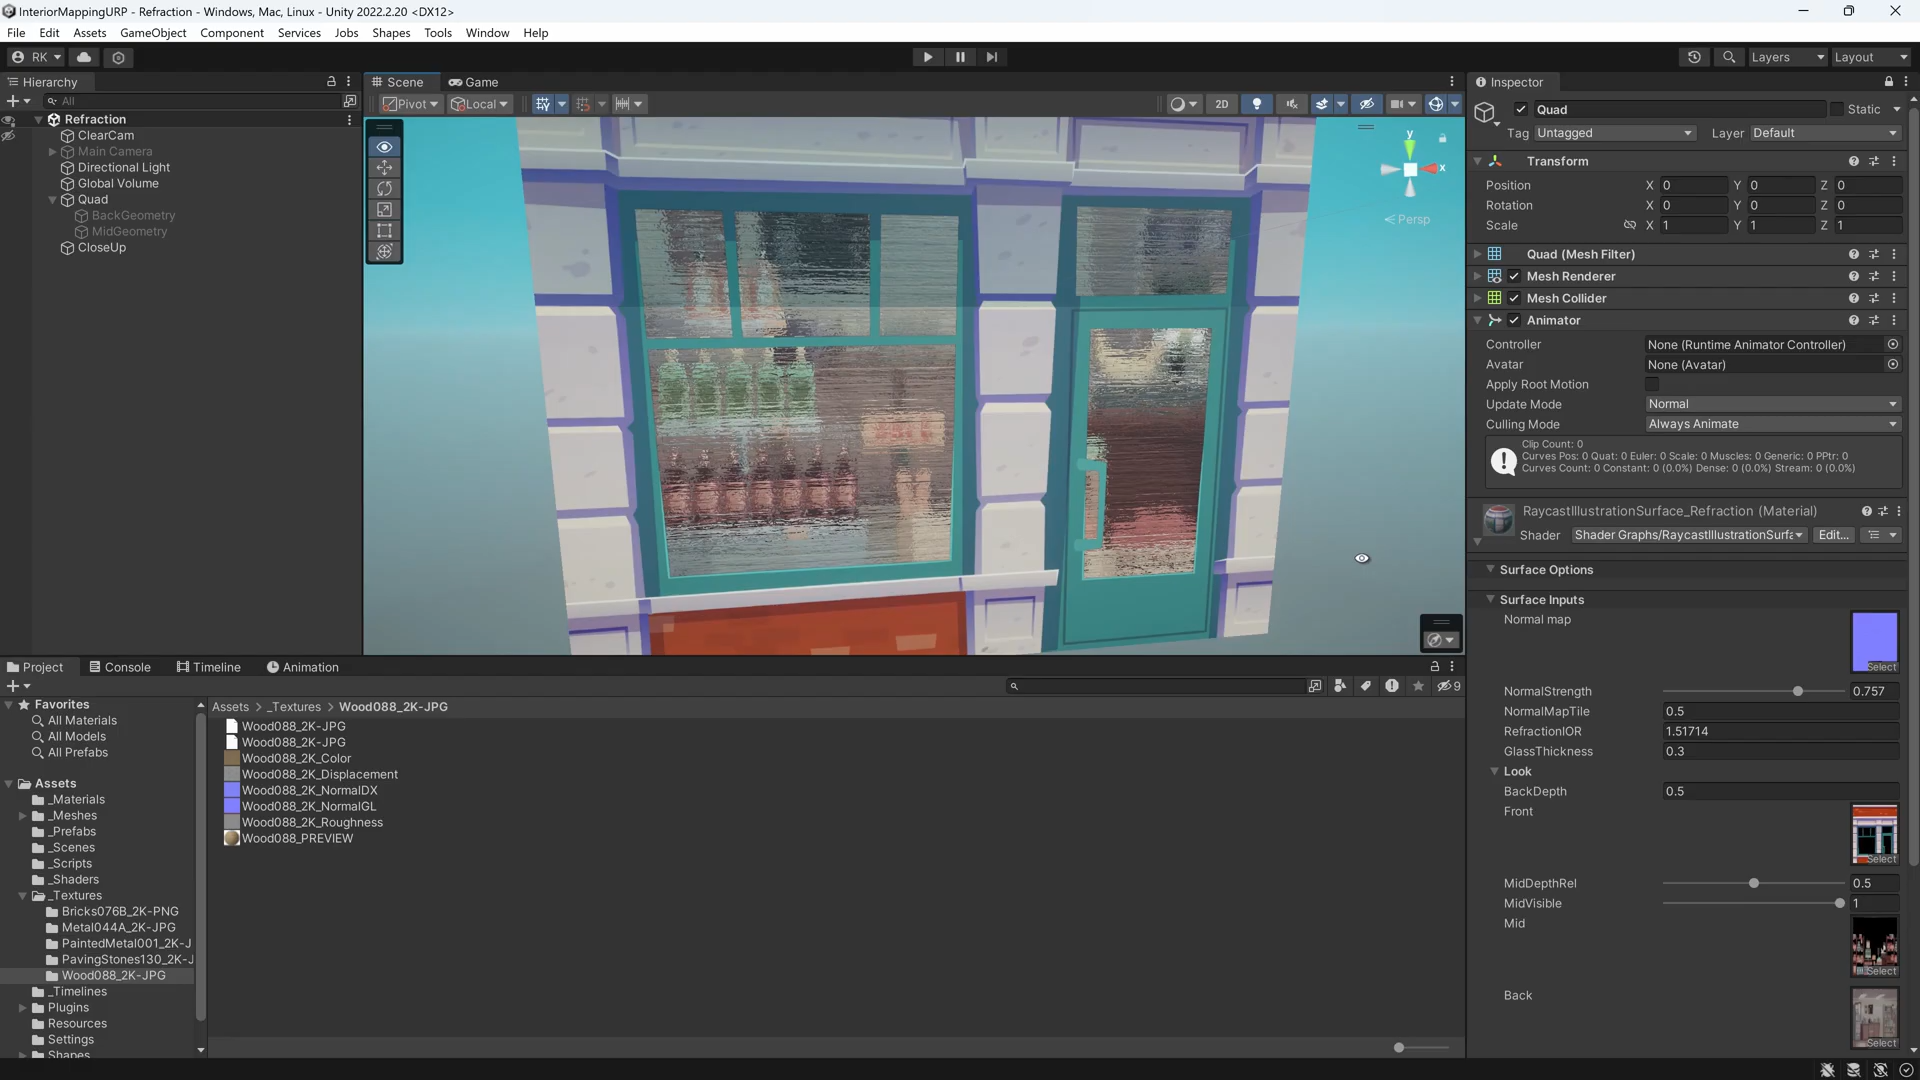 InteriorMappingURP - Refraction - Windows, Mac, Linux - Unity 2022.2.20 <DX12>
File Edit Assets GameObject Component Services Jobs Shapes Tools Window Help
RK
Layers Layout
Hierarchy
Scene Game
Inspector
All
Pivot Local 2D
Refraction
ClearCam
Main Camera
Directional Light
Global Volume
Quad
BackGeometry
MidGeometry
CloseUp
y
x
Persp
Quad Static
Tag Untagged Layer Default
Transform
Position X 0 Y 0 Z 0
Rotation X 0 Y 0 Z 0
Scale X 1 Y 1 Z 1
Quad (Mesh Filter)
Mesh Renderer
Mesh Collider
Animator
Controller None (Runtime Animator Controller)
Avatar None (Avatar)
Apply Root Motion
Update Mode Normal
Culling Mode Always Animate
Clip Count: 0
Curves Pos: 0 Quat: 0 Euler: 0 Scale: 0 Muscles: 0 Generic: 0 PPtr: 0
Curves Count: 0 Constant: 0 (0.0%) Dense: 0 (0.0%) Stream: 0 (0.0%)
RaycastIllustrationSurface_Refraction (Material)
Shader Shader Graphs/RaycastIllustrationSurfa Edit...
Surface Options
Surface Inputs
Normal map
Select
NormalStrength 0.757
NormalMapTile 0.5
RefractionIOR 1.51714
GlassThickness 0.3
Look
BackDepth 0.5
Front
Select
MidDepthRel 0.5
MidVisible 1
Mid
Select
Back
Select
Project Console Timeline Animation
9
Favorites
All Materials
All Models
All Prefabs
Assets
_Materials
_Meshes
_Prefabs
_Scenes
_Scripts
_Shaders
_Textures
Bricks076B_2K-PNG
Metal044A_2K-JPG
PaintedMetal001_2K-J
PavingStones130_2K-J
Wood088_2K-JPG
_Timelines
Plugins
Resources
Settings
Shapes
Assets > _Textures > Wood088_2K-JPG
Wood088_2K-JPG
Wood088_2K-JPG
Wood088_2K_Color
Wood088_2K_Displacement
Wood088_2K_NormalDX
Wood088_2K_NormalGL
Wood088_2K_Roughness
Wood088_PREVIEW